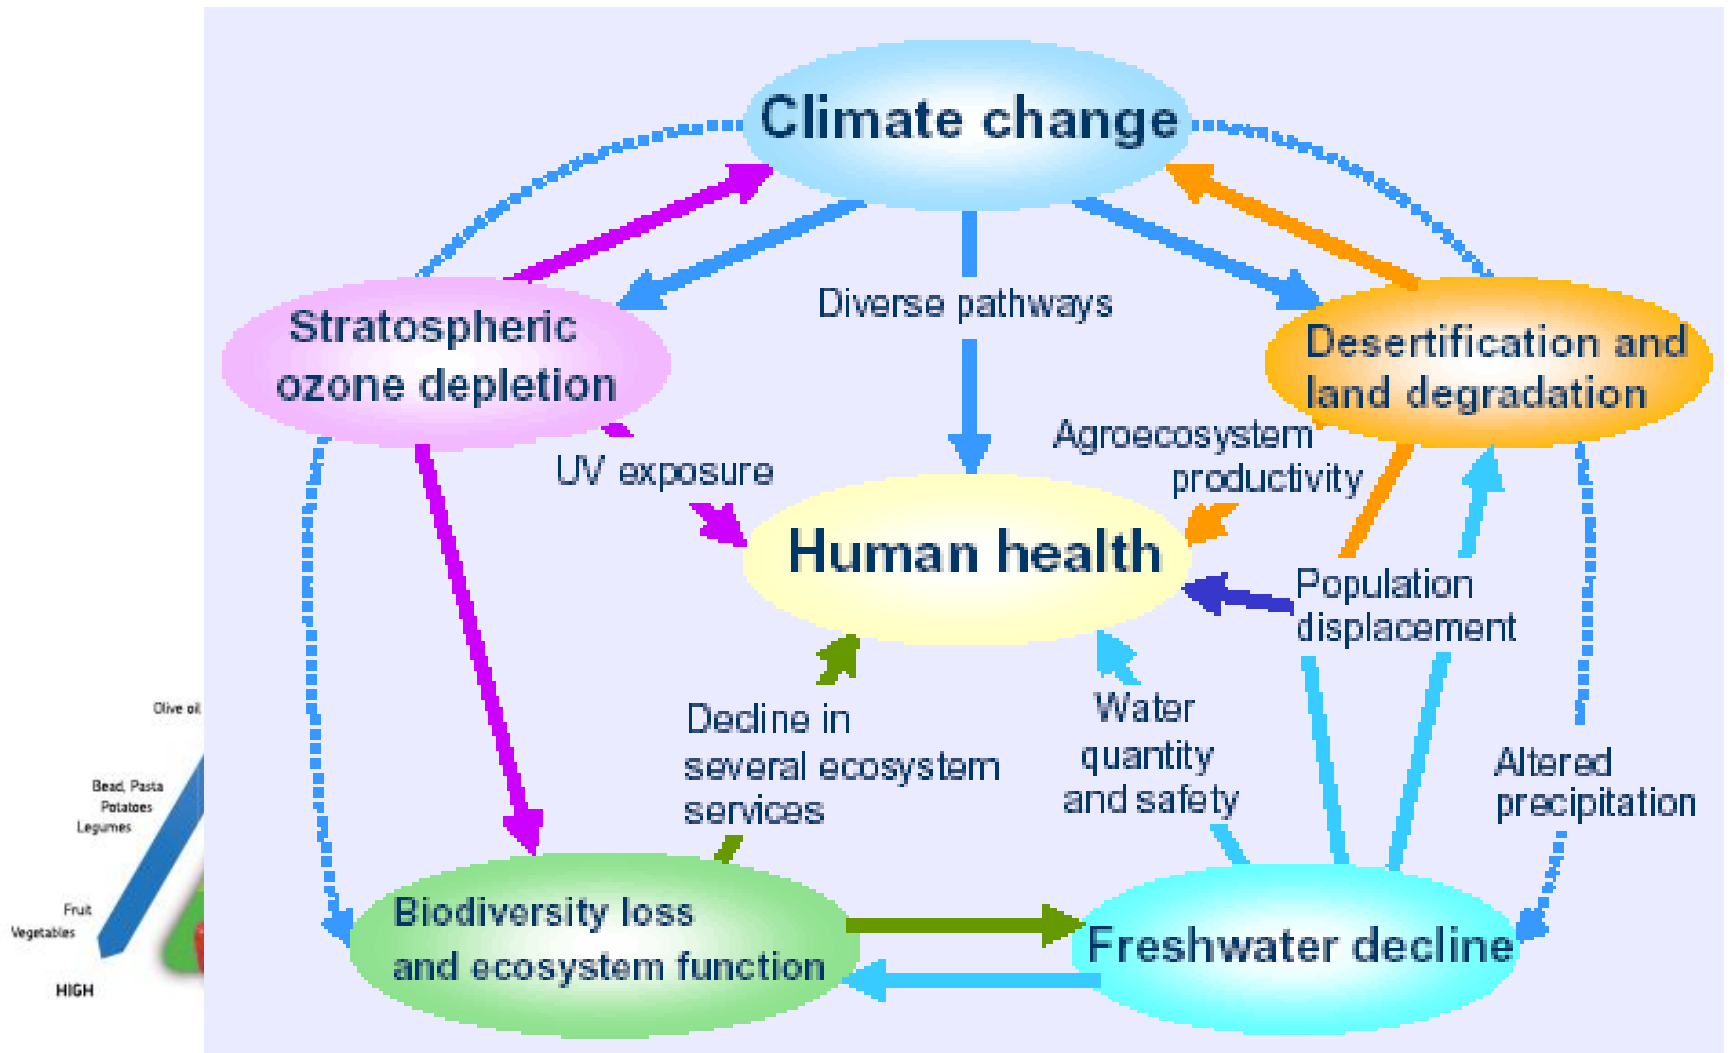 Climate change
Diverse pathways
Stratospheric
ozone depletion
Desertification and
land degradation
UV exposure
Agroecosystem
productivity
Human health
Population
displacement
Water
quantity
and safety
Decline in
several ecosystem
services
Altered
precipitation
Biodiversity loss
and ecosystem function
Freshwater decline
Olive oil
Bead, Pasta
Potatoes
Legumes
Fruit
Vegetables
HIGH